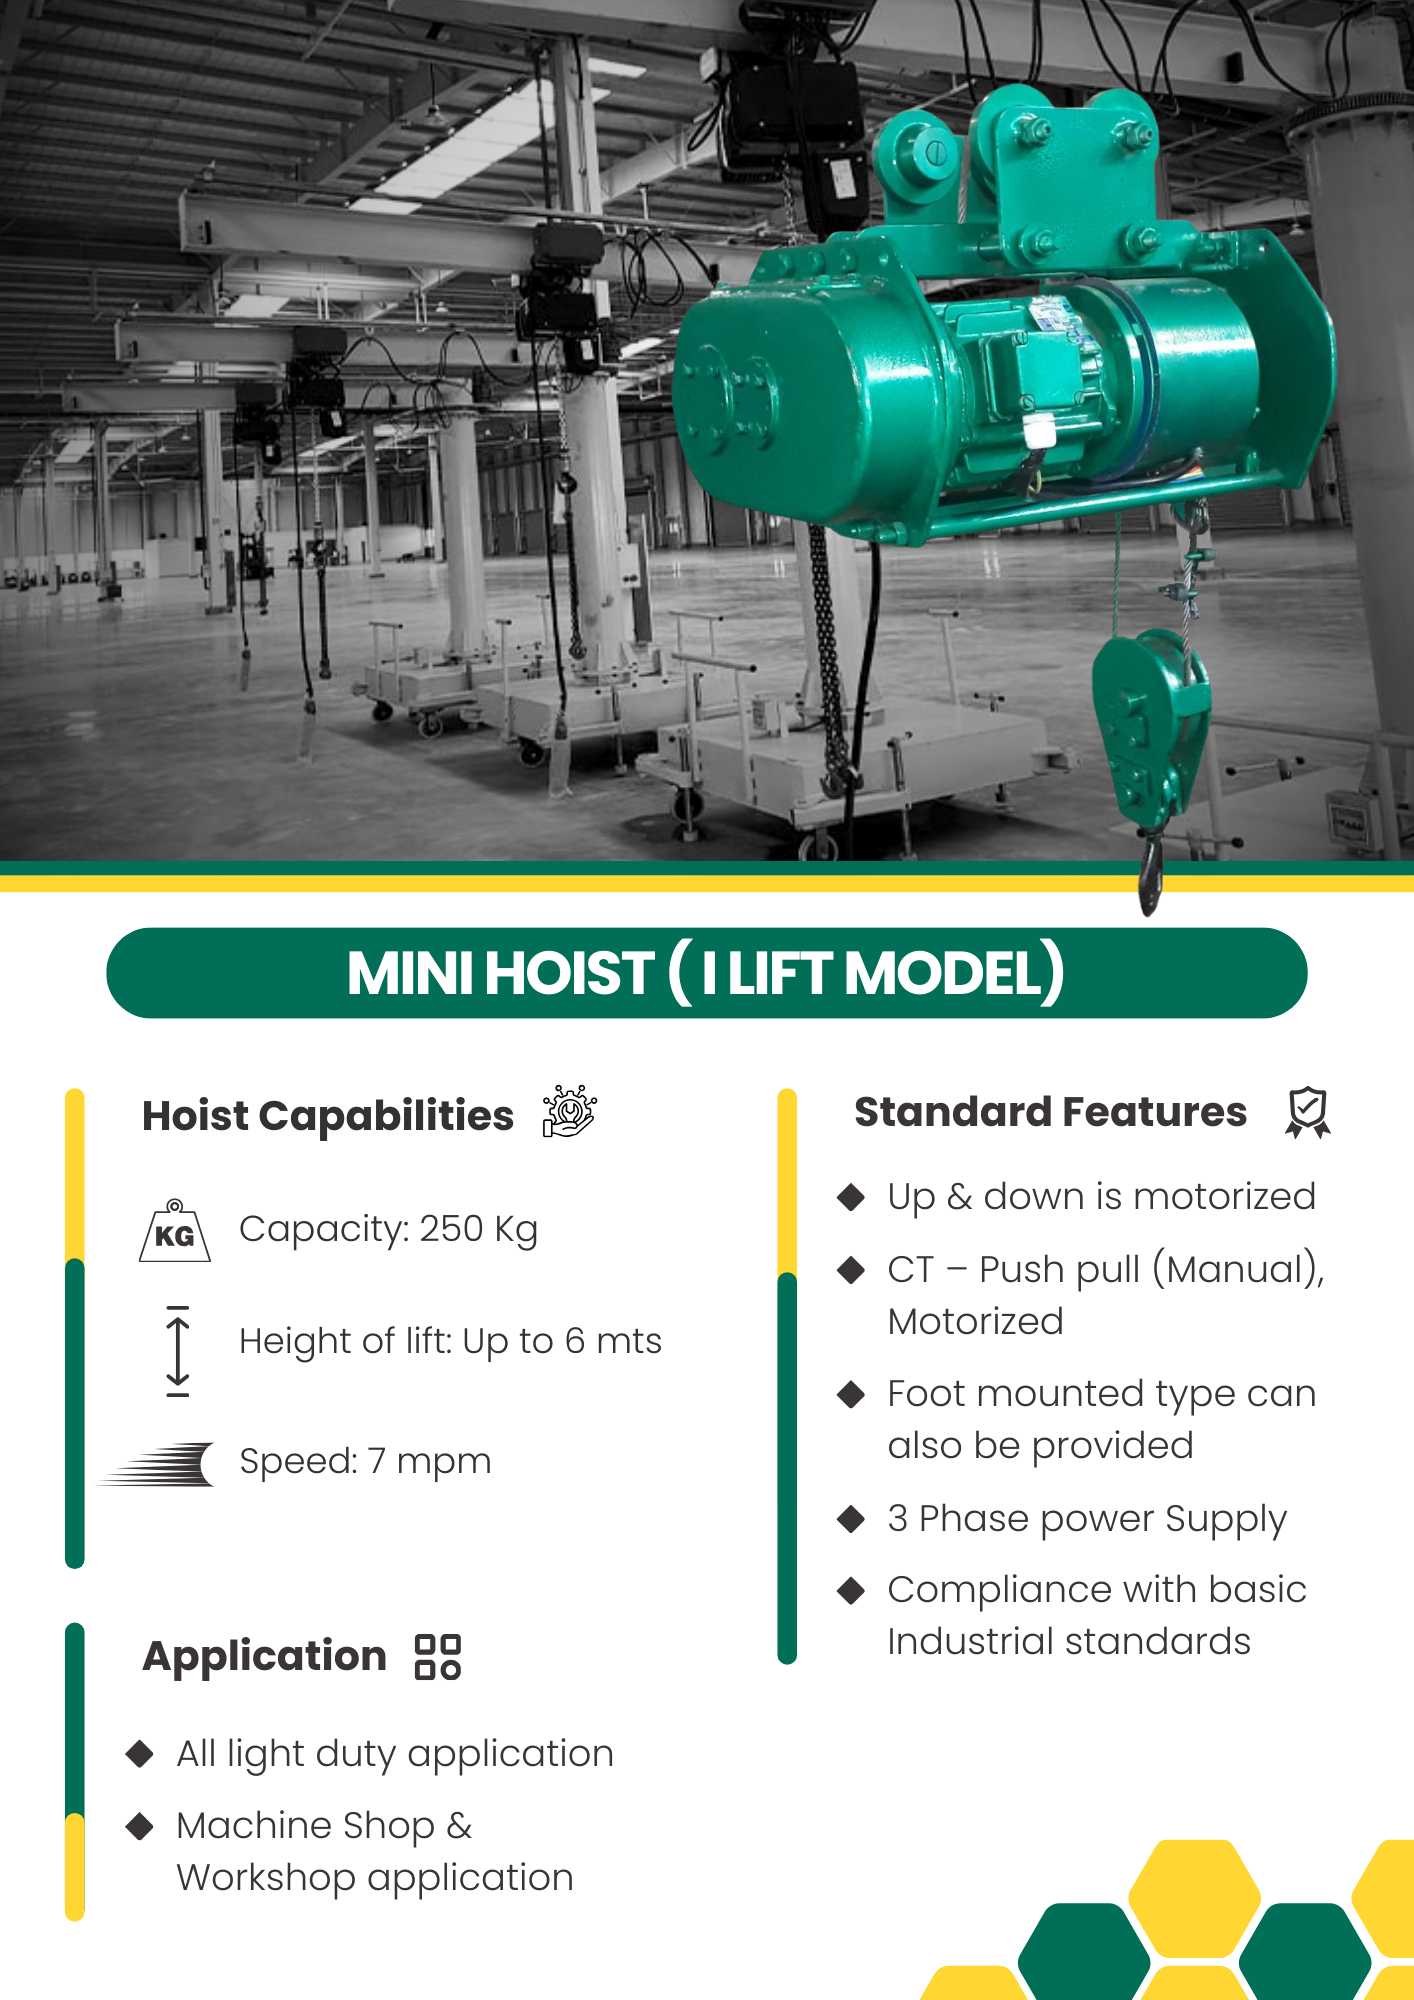 MINI HOIST ( I LIFT MODEL)
Hoist Capabilities
KG
Capacity: 250 Kg
Height of lift: Up to 6 mts
Speed: 7 mpm
Application
All light duty application
Machine Shop &
Workshop application
Standard Features
Up & down is motorized
CT – Push pull (Manual),
Motorized
Foot mounted type can
also be provided
3 Phase power Supply
Compliance with basic
Industrial standards